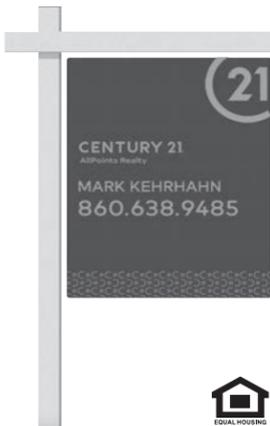 21
CENTURY 21
AllPoints Realty
MARK KEHRHAHN
860.638.9485
EQUAL HOUSING